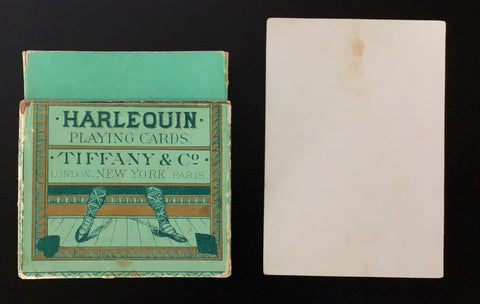 HARLEQUIN
PLAYING CARDS
TIFFANY & Co
LONDON. NEW YORK. PARIS.